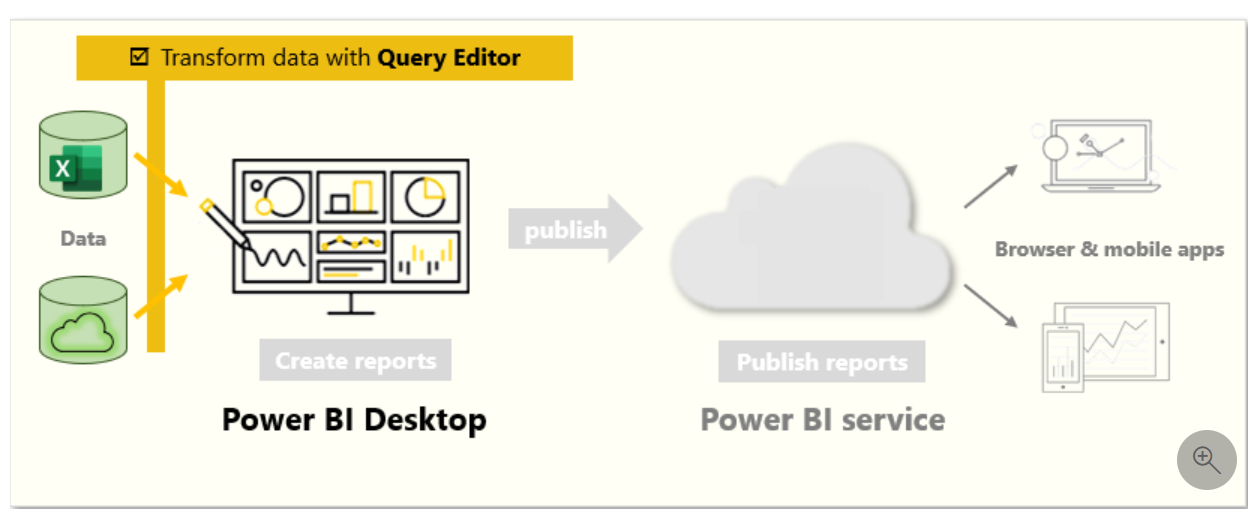 ☑ Transform data with Query Editor
X
Data
publish
Browser & mobile apps
Create reports
Publish reports
Power BI Desktop
Power BI service